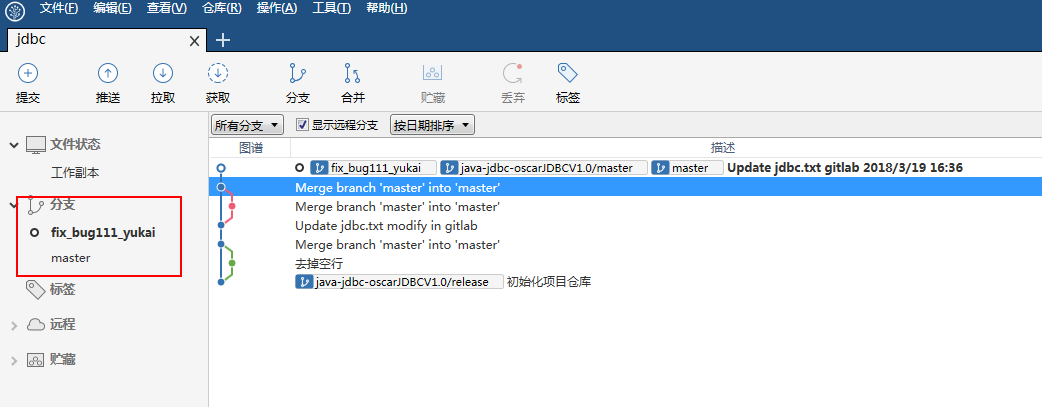 文件(F) 编辑(E) 查看(V) 仓库(R) 操作(A) 工具(T) 帮助(H)
jdbc
提交 推送 拉取 获取 分支 合并 贮藏 丢弃 标签
所有分支 显示远程分支 按日期排序
图谱 描述
文件状态
工作副本
分支
fix_bug111_yukai
master
标签
远程
贮藏
fix_bug111_yukai java-jdbc-oscarJDBCV1.0/master master Update jdbc.txt gitlab 2018/3/19 16:36
Merge branch 'master' into 'master'
Merge branch 'master' into 'master'
Update jdbc.txt modify in gitlab
Merge branch 'master' into 'master'
去掉空行
java-jdbc-oscarJDBCV1.0/release 初始化项目仓库